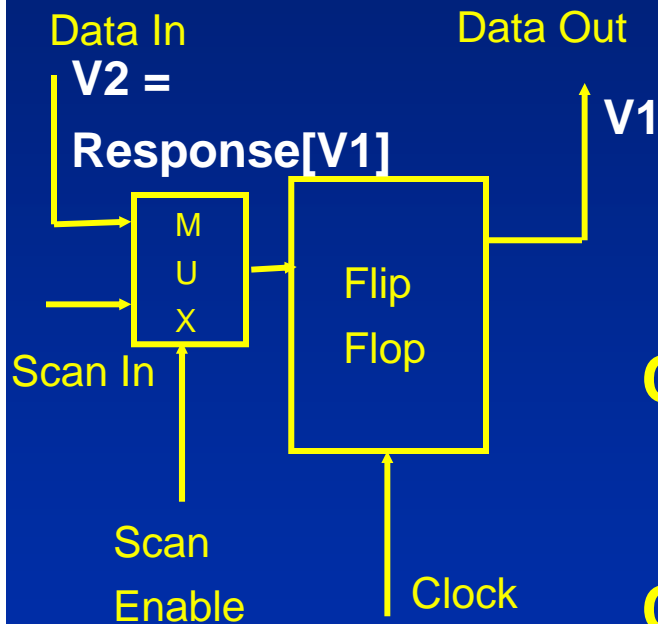 Data In
Data Out
V2 =
V1
Response[V1]
M
U
X
Flip
Flop
Scan In
Scan
Enable
Clock